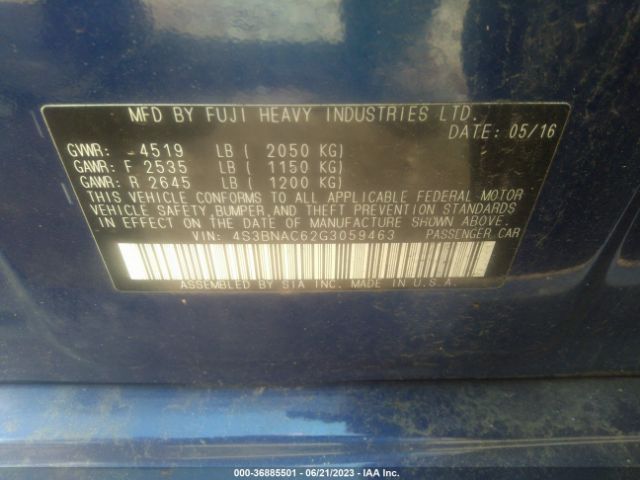 MFD BY FUJI HEAVY INDUSTRIES LTD.
DATE: 05/16
GVWR: 4519 LB ( 2050 KG)
GAWR: F 2535 LB ( 1150 KG)
GAWR: R 2645 LB ( 1200 KG)
THIS VEHICLE CONFORMS TO ALL APPLICABLE FEDERAL MOTOR
VEHICLE SAFETY, BUMPER, AND THEFT PREVENTION STANDARDS
IN EFFECT ON THE DATE OF MANUFACTURE SHOWN ABOVE.
VIN: 4S3BNAC62G3059463 PASSENGER CAR
ASSEMBLED BY SIA INC. MADE IN U.S.A.
000-36885501 - 06/21/2023 - IAA Inc.